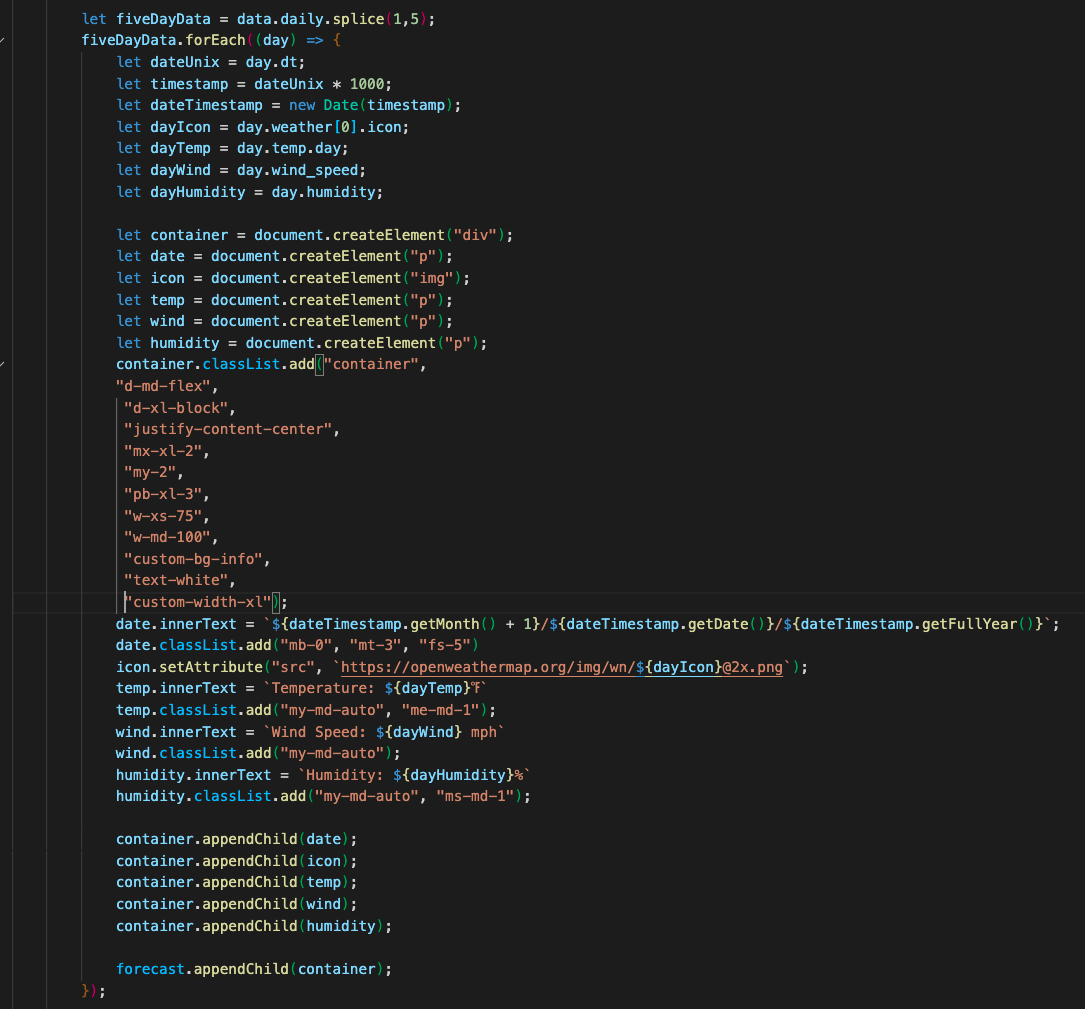 let fiveDayData = data.daily.splice(1,5);
fiveDayData.forEach((day) => {
let dateUnix = day.dt;
let timestamp = dateUnix * 1000;
let dateTimestamp = new Date(timestamp);
let dayIcon = day.weather[0].icon;
let dayTemp = day.temp.day;
let dayWind = day.wind_speed;
let dayHumidity = day.humidity;
let container = document.createElement("div");
let date = document.createElement("p");
let icon = document.createElement("img");
let temp = document.createElement("p");
let wind = document.createElement("p");
let humidity = document.createElement("p");
container.classList.add("container",
"d-md-flex",
"d-xl-block",
"justify-content-center",
"mx-xl-2",
"my-2",
"pb-xl-3",
"w-xs-75",
"w-md-100",
"custom-bg-info",
"text-white",
"custom-width-xl");
date.innerText = `${dateTimestamp.getMonth() + 1}/${dateTimestamp.getDate()}/${dateTimestamp.getFullYear()}`;
date.classList.add("mb-0", "mt-3", "fs-5")
icon.setAttribute("src", `https://openweathermap.org/img/wn/${dayIcon}@2x.png`);
temp.innerText = `Temperature: ${dayTemp}℉`
temp.classList.add("my-md-auto", "me-md-1");
wind.innerText = `Wind Speed: ${dayWind} mph`
wind.classList.add("my-md-auto");
humidity.innerText = `Humidity: ${dayHumidity}%`
humidity.classList.add("my-md-auto", "ms-md-1");
container.appendChild(date);
container.appendChild(icon);
container.appendChild(temp);
container.appendChild(wind);
container.appendChild(humidity);
forecast.appendChild(container);
});